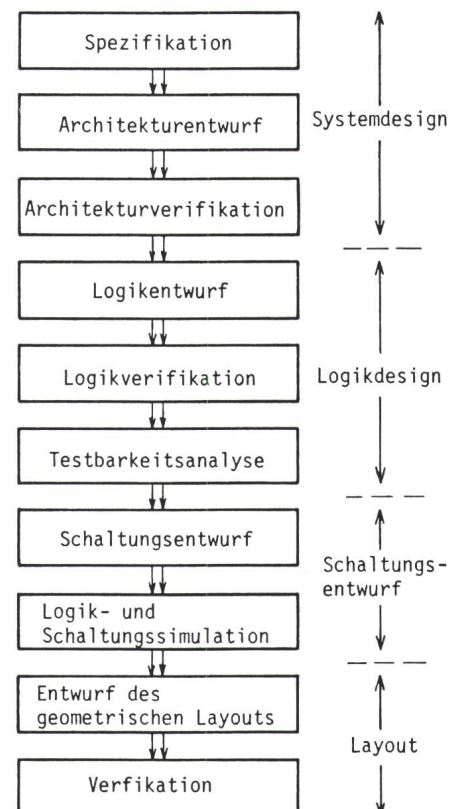 Spezifikation
Architekturentwurf
Systemdesign
Architekturverifikation
Logikentwurf
Logikverifikation
Logikdesign
Testbarkeitsanalyse
Schaltungsentwurf
Schaltungs-
entwurf
Logik- und
Schaltungssimulation
Entwurf des
geometrischen Layouts
Layout
Verfikation